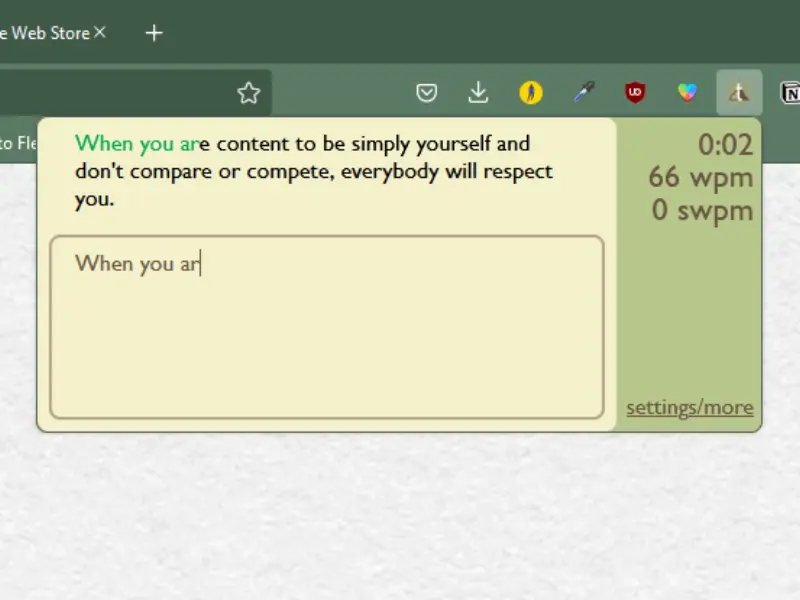 e Web Store
UD
N
to Fle
When you are content to be simply yourself and
don't compare or compete, everybody will respect
you.
When you ar
0:02
66 wpm
0 swpm
settings/more